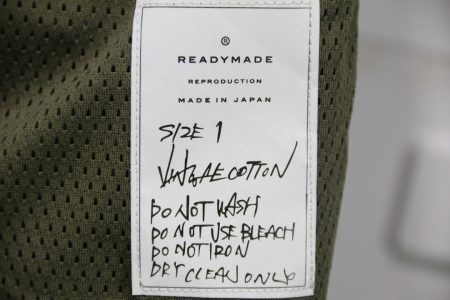 ®
READYMADE
REPRODUCTION
MADE IN JAPAN
SIZE 1
VINTAGE COTTON
DO NOT WASH
DO NOT USE BLEACH
DO NOT IRON
DRY CLEAN ONLY